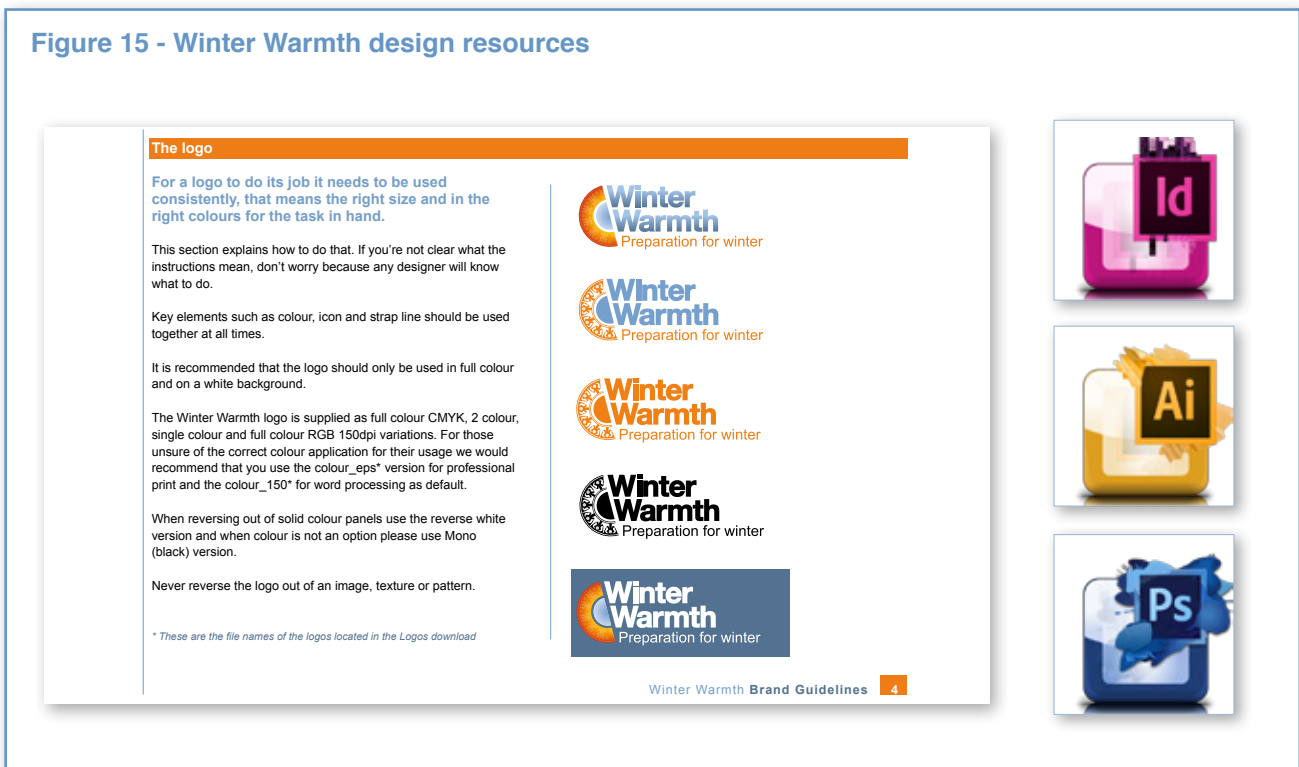 Figure 15 - Winter Warmth design resources
The logo
For a logo to do its job it needs to be used
consistently, that means the right size and in the
right colours for the task in hand.
This section explains how to do that. If you’re not clear what the
instructions mean, don’t worry because any designer will know
what to do.
Key elements such as colour, icon and strap line should be used
together at all times.
It is recommended that the logo should only be used in full colour
and on a white background.
The Winter Warmth logo is supplied as full colour CMYK, 2 colour,
single colour and full colour RGB 150dpi variations. For those
unsure of the correct colour application for their usage we would
recommend that you use the colour_eps* version for professional
print and the colour_150* for word processing as default.
When reversing out of solid colour panels use the reverse white
version and when colour is not an option please use Mono
(black) version.
Never reverse the logo out of an image, texture or pattern.
* These are the file names of the logos located in the Logos download
Winter
Warmth
Preparation for winter
Winter
Warmth
Preparation for winter
Winter
Warmth
Preparation for winter
Winter
Warmth
Preparation for winter
Winter
Warmth
Preparation for winter
Winter Warmth Brand Guidelines 4
Id
Ai
Ps